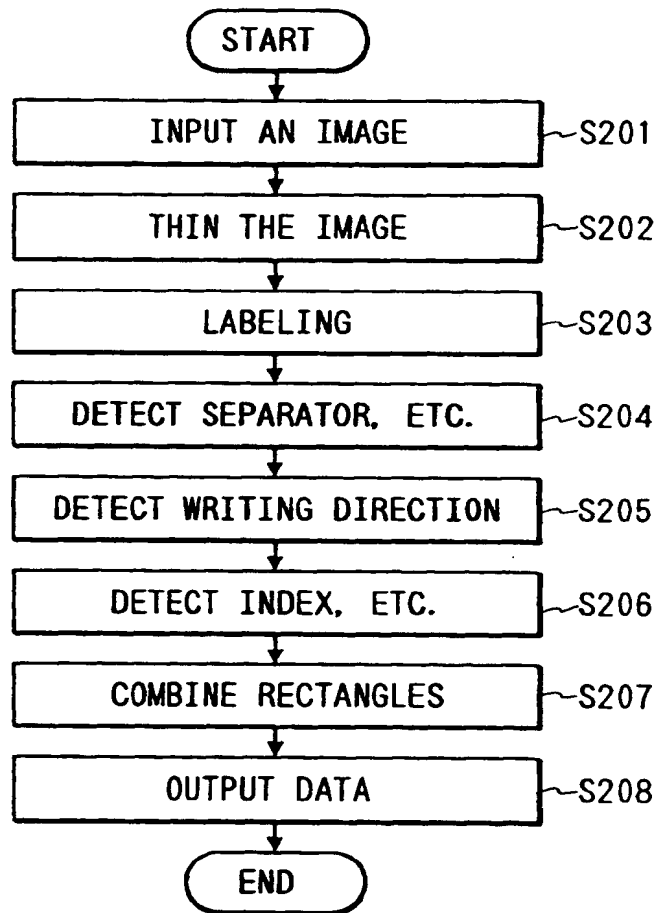 START
INPUT AN IMAGE S201
THIN THE IMAGE S202
LABELING S203
DETECT SEPARATOR, ETC. S204
DETECT WRITING DIRECTION S205
DETECT INDEX, ETC. S206
COMBINE RECTANGLES S207
OUTPUT DATA S208
END